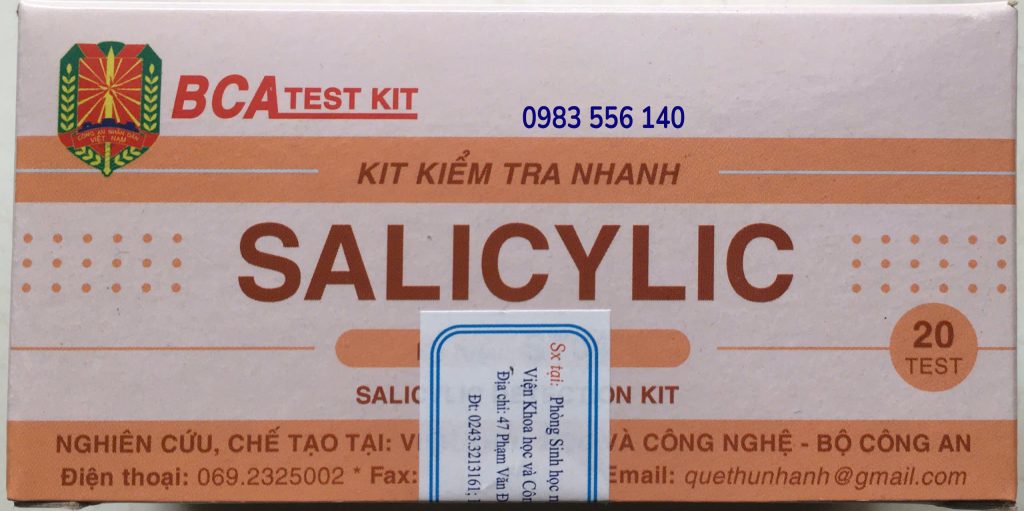 BCA TEST KIT
0983 556 140
CÔNG AN NHÂN DÂN
VIỆT NAM
KIT KIỂM TRA NHANH
SALICYLIC
20
TEST
SALIC ON KIT
NGHIÊN CỨU, CHẾ TẠO TẠI: VÀ CÔNG NGHỆ - BỘ CÔNG AN
Điện thoại: 069.2325002 * Fax: Email: quethunhanh@gmail.com
Sx tại: Phòng Sinh học
Viện Khoa học và
Địa chỉ: 47 Phạm Văn
Đt: 0243.3213161;